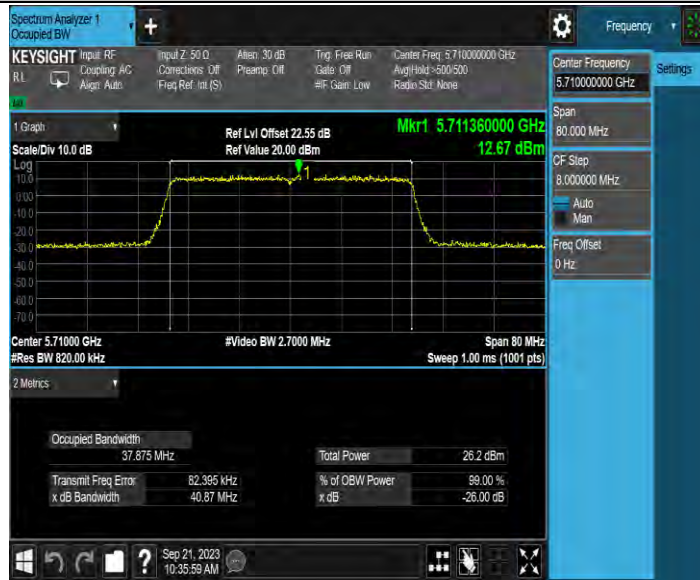 Spectrum Analyzer 1
Occupied BW
+
Frequency
KEYSIGHT
RL
Input: RF
Coupling: AC
Align: Auto
Input Z: 50 Ω
Corrections: Off
Freq Ref: Int (S)
Atten: 30 dB
Preamp: Off
Trig: Free Run
Gate: Off
#IF Gain: Low
Center Freq: 5.710000000 GHz
Avg|Hold:>500/500
Radio Std: None
Center Frequency
5.710000000 GHz
Settings
Span
80.000 MHz
CF Step
8.000000 MHz
Auto
Man
Freq Offset
0 Hz
1 Graph
Scale/Div 10.0 dB
Ref Lvl Offset 22.55 dB
Ref Value 20.00 dBm
Mkr1 5.711360000 GHz
12.67 dBm
Log
10.0
0.00
-10.0
-20.0
-30.0
-40.0
-50.0
-60.0
-70.0
1
Center 5.71000 GHz
#Res BW 820.00 kHz
#Video BW 2.7000 MHz
Span 80 MHz
Sweep 1.00 ms (1001 pts)
2 Metrics
Occupied Bandwidth
37.875 MHz
Transmit Freq Error 82.395 kHz
x dB Bandwidth 40.87 MHz
Total Power 26.2 dBm
% of OBW Power 99.00 %
x dB -26.00 dB
?
Sep 21, 2023
10:35:59 AM